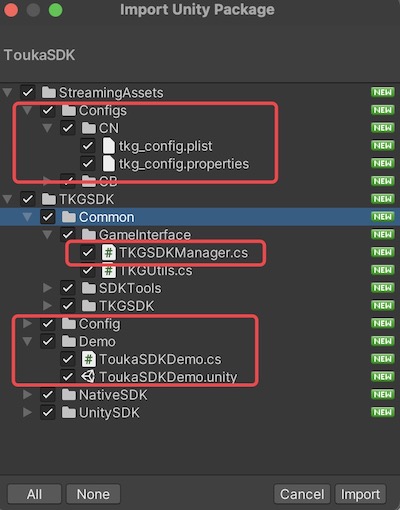 Import Unity Package
ToukaSDK
StreamingAssets NEW
Configs NEW
CN NEW
tkg_config.plist NEW
tkg_config.properties NEW
GB NEW
TKGSDK NEW
Common NEW
GameInterface NEW
# TKGSDKManager.cs NEW
TKGUtils.cs NEW
SDKTools NEW
TKGSDK NEW
Config NEW
Demo NEW
# ToukaSDKDemo.cs NEW
ToukaSDKDemo.unity NEW
NativeSDK NEW
UnitySDK NEW
All None Cancel Import